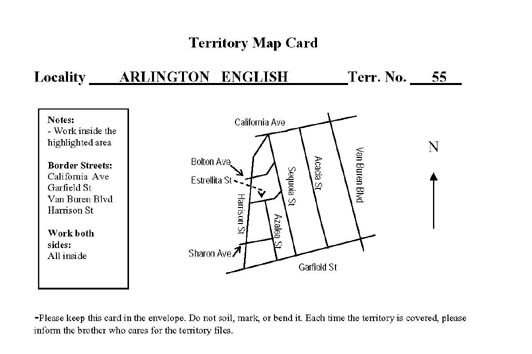 Territory Map Card
Locality ARLINGTON ENGLISH Terr. No. 55
Notes:
- Work inside the
highlighted area
Border Streets:
California Ave
Garfield St
Van Buren Blvd
Harrison St
Work both
sides:
All inside
California Ave
Bolton Ave
Estrellita St
Harrison St
Azalea St
Sequoia St
Acacia St
Van Buren Blvd
Sharon Ave
Garfield St
N
-Please keep this card in the envelope. Do not soil, mark, or bend it. Each time the territory is covered, please
inform the brother who cares for the territory files.